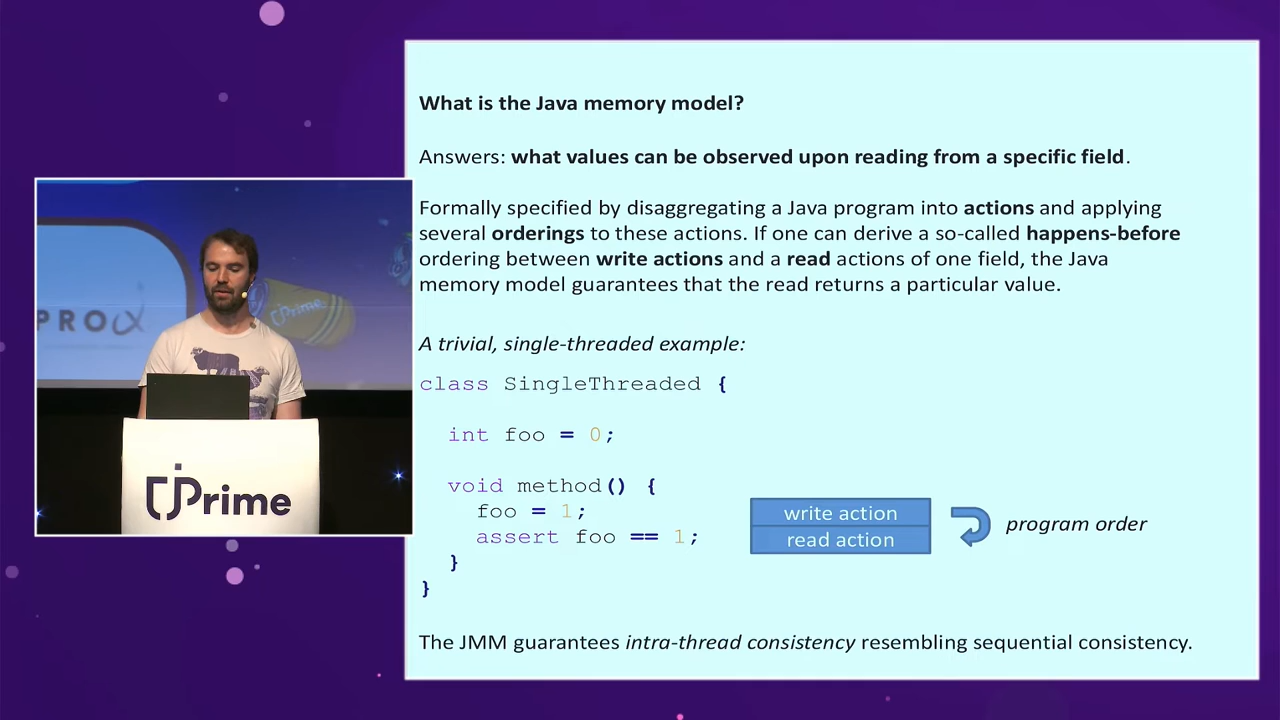 What is the Java memory model?
Answers: what values can be observed upon reading from a specific field.
Formally specified by disaggregating a Java program into actions and applying
several orderings to these actions. If one can derive a so-called happens-before
ordering between write actions and a read actions of one field, the Java
memory model guarantees that the read returns a particular value.
A trivial, single-threaded example:
class SingleThreaded {
int foo = 0;
void method() {
foo = 1;
assert foo == 1;
}
}
write action
read action
program order
The JMM guarantees intra-thread consistency resembling sequential consistency.
PRO
Prime
jPrime